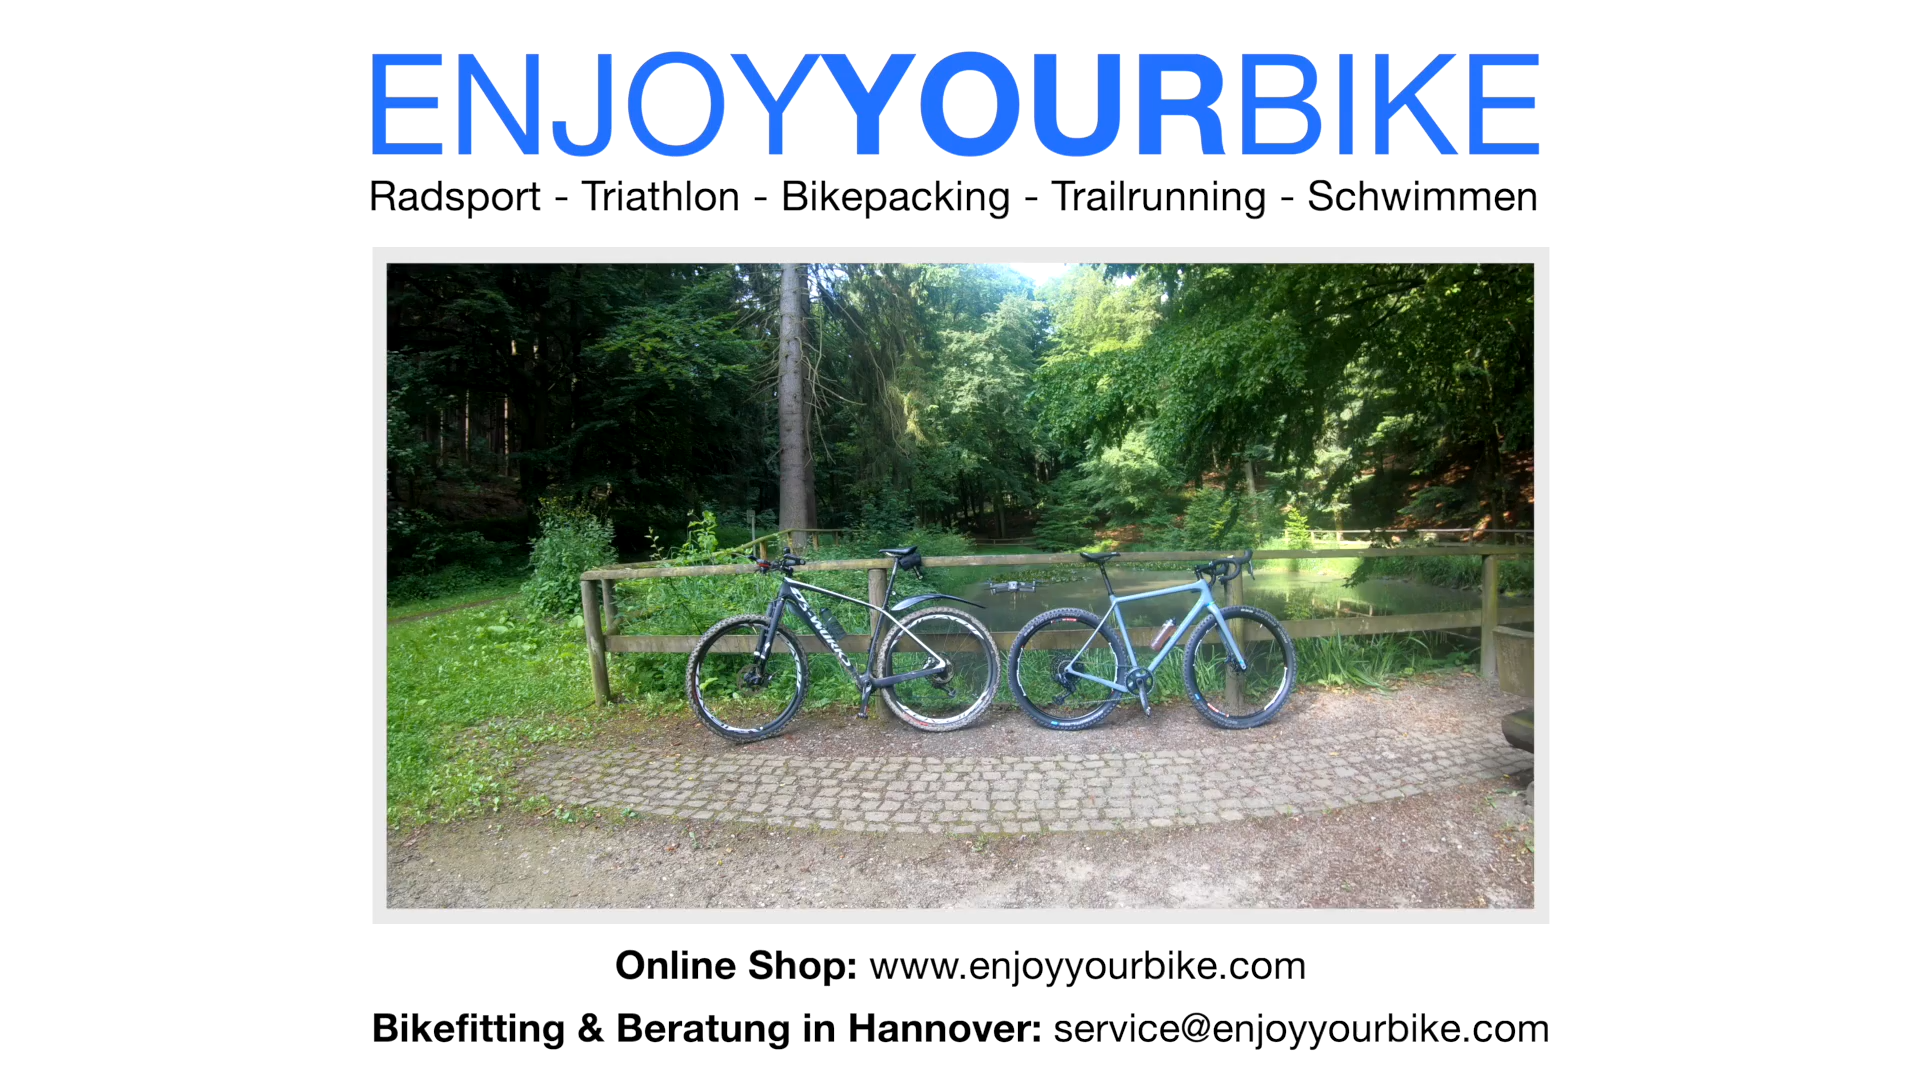 ENJOYYOURBIKE
Radsport - Triathlon - Bikepacking - Trailrunning - Schwimmen
Online Shop: www.enjoyyourbike.com
Bikefitting & Beratung in Hannover: service@enjoyyourbike.com